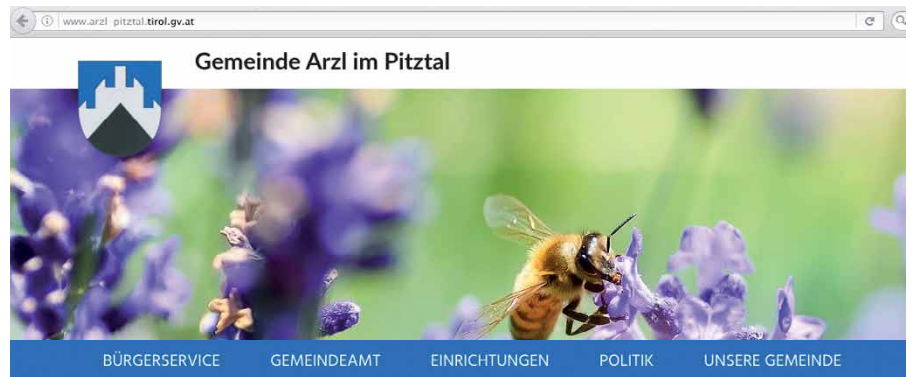 www.arzl pitztal.tirol.gv.at
Gemeinde Arzl im Pitztal
BÜRGERSERVICE GEMEINDEAMT EINRICHTUNGEN POLITIK UNSERE GEMEINDE